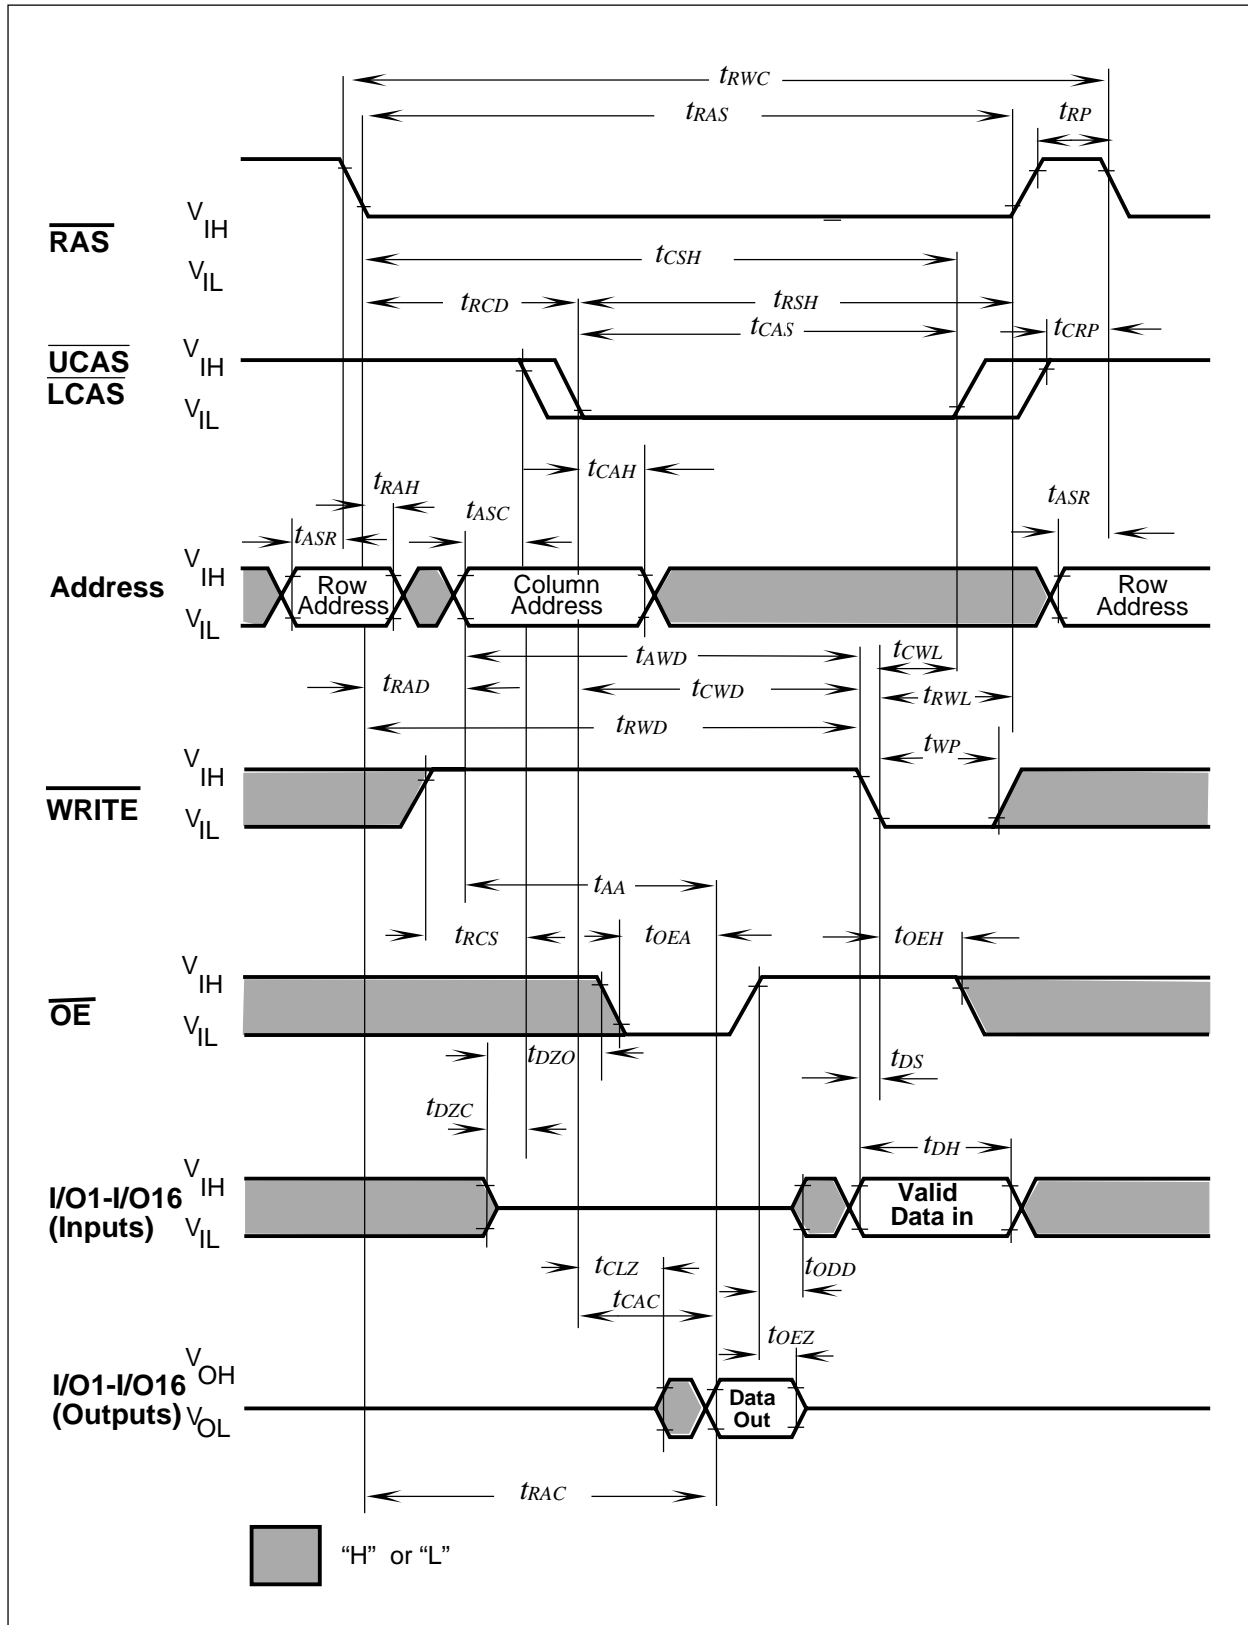 tRWC
tRAS
tRP
RAS
VIH
VIL
tCSH
tRCD
tRSH
tCAS
tCRP
UCAS
LCAS
VIH
VIL
tCAH
tRAH
tASC
tASR
tASR
Address
VIH
VIL
Row Address
Column Address
Row Address
tAWD
tCWL
tRAD
tCWD
tRWL
tRWD
tWP
WRITE
VIH
VIL
tAA
tRCS
tOEA
tOEH
OE
VIH
VIL
tDZO
tDS
tDZC
tDH
I/O1-I/O16
(Inputs)
VIH
VIL
Valid
Data in
tCLZ
tODD
tCAC
tOEZ
I/O1-I/O16
(Outputs)
VOH
VOL
Data
Out
tRAC
“H” or “L”